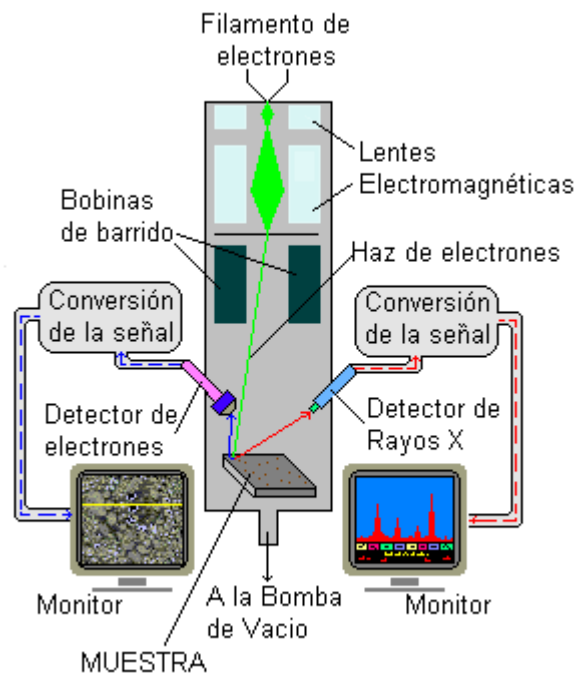 Filamento de
electrones
Lentes
Electromagnéticas
Bobinas
de barrido
Haz de electrones
Conversión
de la señal
Conversión
de la señal
Detector de
electrones
Detector de
Rayos X
Monitor
A la Bomba
de Vacio
Monitor
MUESTRA